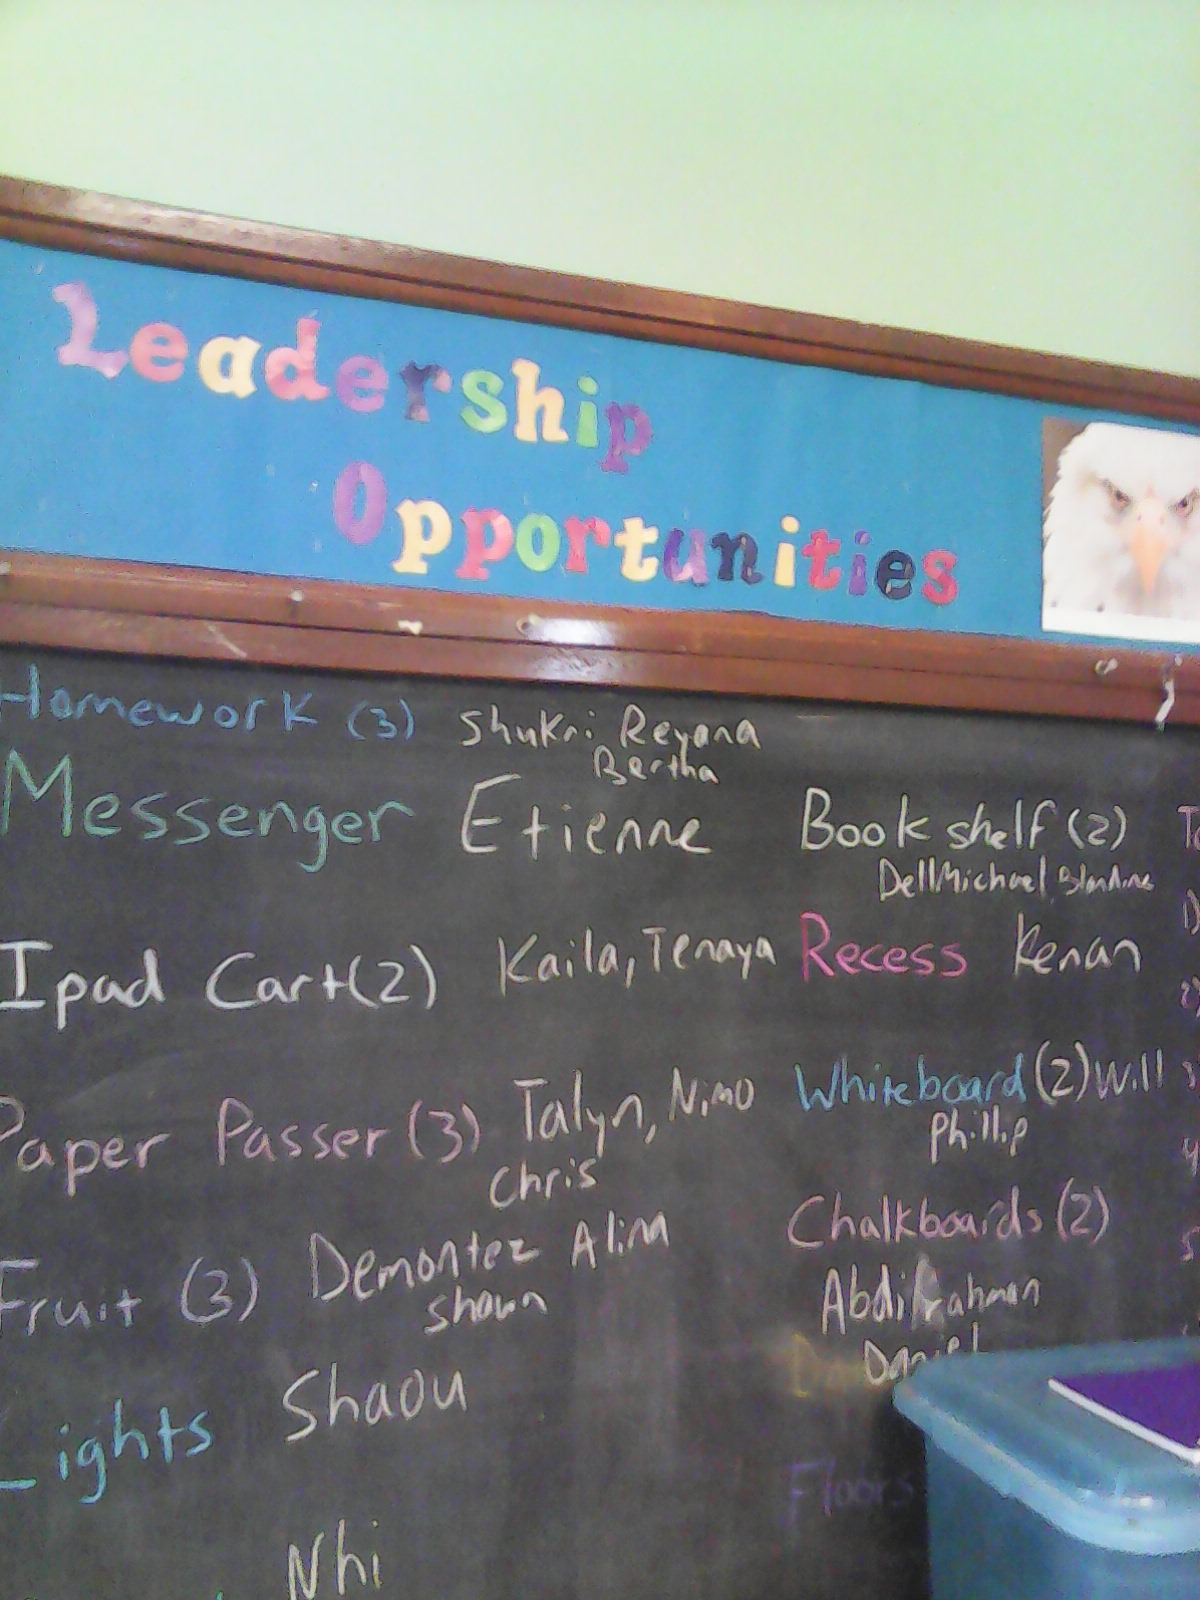 Leadership
Opportunities
Homework (3) Shukri Reyana
Bertha
Messenger Etienne
Ipad Cart (2) Kaila, Tenaya
Paper Passer (3) Talyn, Nimo
Chris
Fruit (3) Demontez Alina
Shawn
Lights Shaou
Nhi
Book shelf (2)
DellMichael Blandine
Recess Kenan
Whiteboard (2) Will
Phillip
Chalkboards (2)
Abdirahman
Daniel
Floors